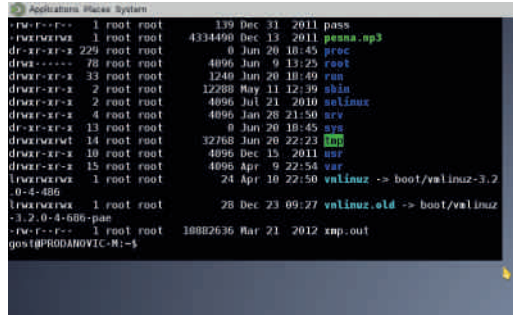 Applications Places System
-rw-r--r-- 1 root root 139 Dec 31 2011 pass
-rwxrwxrwx 1 root root 4334490 Dec 13 2011 pesna.mp3
dr-xr-xr-x 229 root root 0 Jun 20 18:45 proc
drwx------ 78 root root 4096 Jun 9 13:25 root
drwxr-xr-x 33 root root 1240 Jun 20 18:49 run
drwxr-xr-x 2 root root 12288 May 11 12:39 sbin
drwxr-xr-x 2 root root 4096 Jul 21 2010 selinux
drwxr-xr-x 4 root root 4096 Jan 28 21:50 srv
dr-xr-xr-x 13 root root 0 Jun 20 18:45 sys
drwxrwxrwt 14 root root 32768 Jun 20 22:23 tmp
drwxr-xr-x 10 root root 4096 Dec 15 2011 usr
drwxr-xr-x 15 root root 4096 Apr 9 22:54 var
lrwxrwxrwx 1 root root 24 Apr 10 22:50 vmlinuz -> boot/vmlinuz-3.2
.0-4-486
lrwxrwxrwx 1 root root 28 Dec 23 09:27 vmlinuz.old -> boot/vmlinuz
-3.2.0-4-686-pae
-rw-r--r-- 1 root root 10082636 Mar 21 2012 xmp.out
gost@PRODANOVIC-M:~$